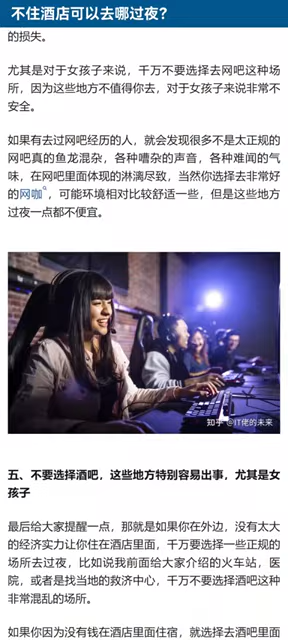 不住酒店可以去哪过夜？
的损失。
尤其是对于女孩子来说，千万不要选择去网吧这种场
所，因为这些地方不值得你去，对于女孩子来说非常不
安全。
如果有去过网吧经历的人，就会发现很多不是太正规的
网吧真的鱼龙混杂，各种嘈杂的声音，各种难闻的气
味，在网吧里面体现的淋漓尽致，当然你选择去非常好
的网咖，可能环境相对比较舒适一些，但是这些地方
过夜一点都不便宜。
知乎 @IT佬的未来
五、不要选择酒吧，这些地方特别容易出事，尤其是女
孩子
最后给大家提醒一点，那就是如果你在外边，没有太大
的经济实力让你住在酒店里面，千万要选择一些正规的
场所去过夜，比如说我前面给大家介绍的火车站，医
院，或者是找当地的救济中心，千万不要选择酒吧这种
非常混乱的场所。
如果你因为没有钱在酒店里面住宿，就选择去酒吧里面